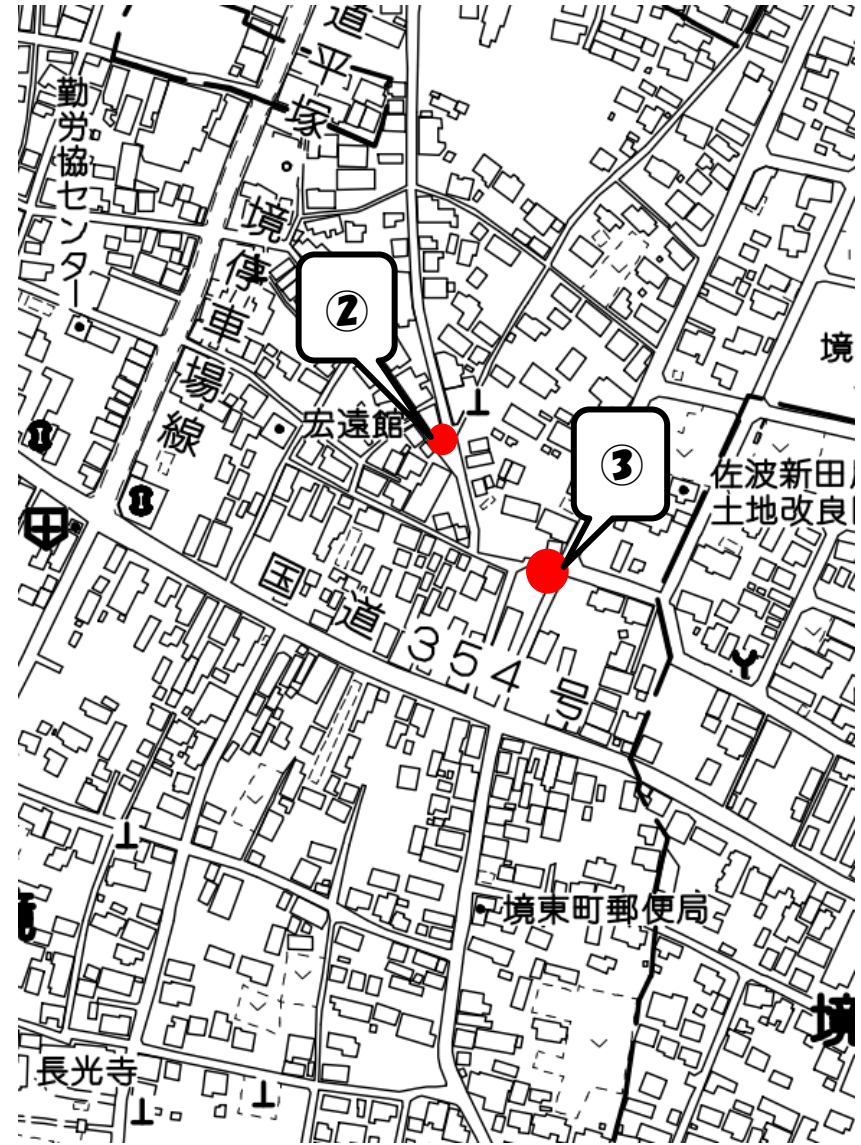 道平塚境停車場線
勤労協センター
②
境
宏遠館
③
佐波新田
土地改良
国道354号
境東町郵便局
境
長光寺